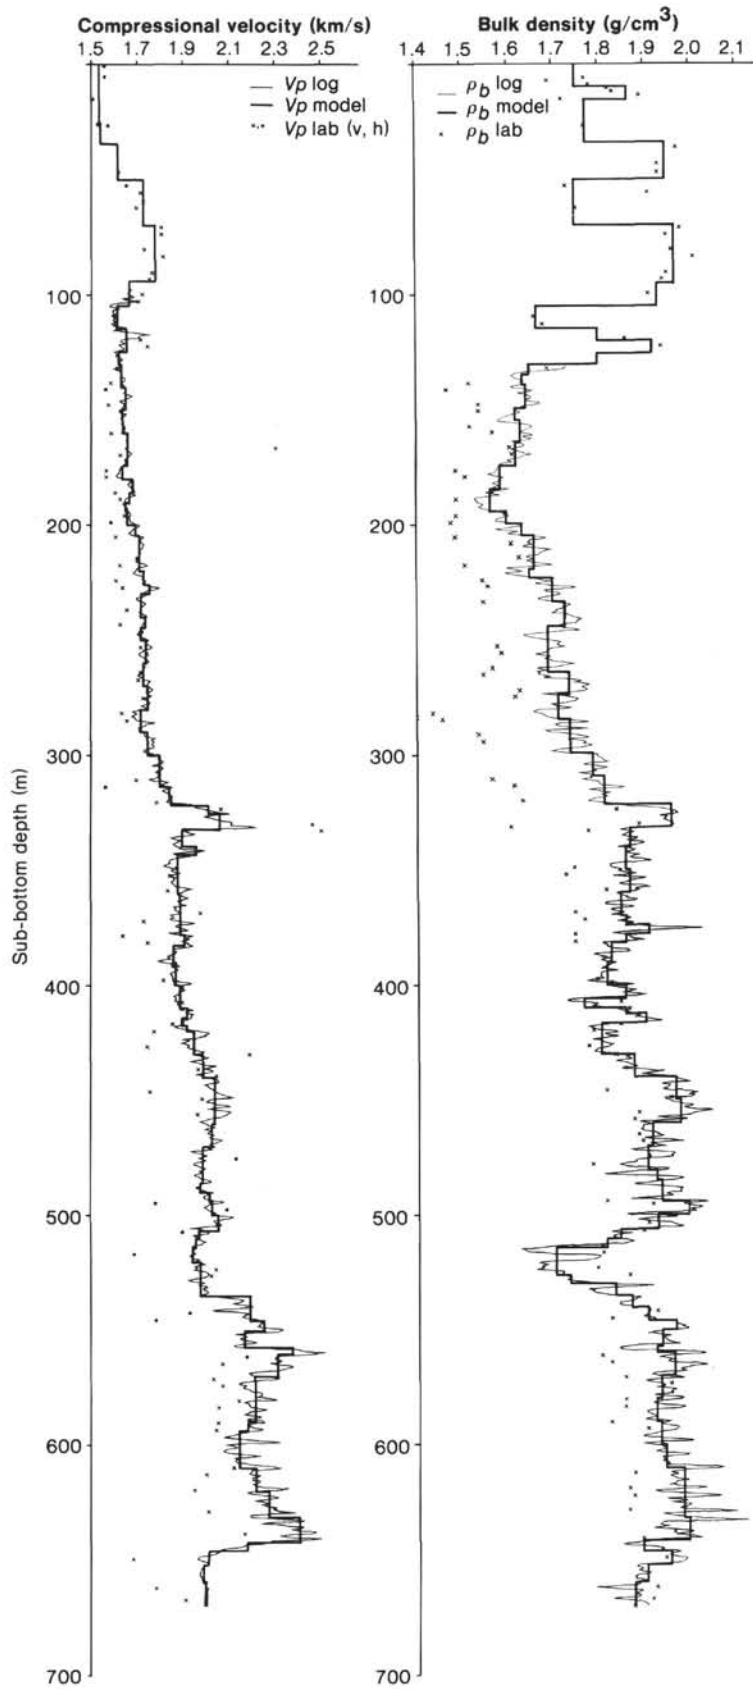 Compressional velocity (km/s)
1.5 1.7 1.9 2.1 2.3 2.5
Vp log
Vp model
Vp lab (v, h)
100
200
300
400
500
600
700
Sub-bottom depth (m)
Bulk density (g/cm³)
1.4 1.5 1.6 1.7 1.8 1.9 2.0 2.1
ρb log
ρb model
ρb lab
100
200
300
400
500
600
700